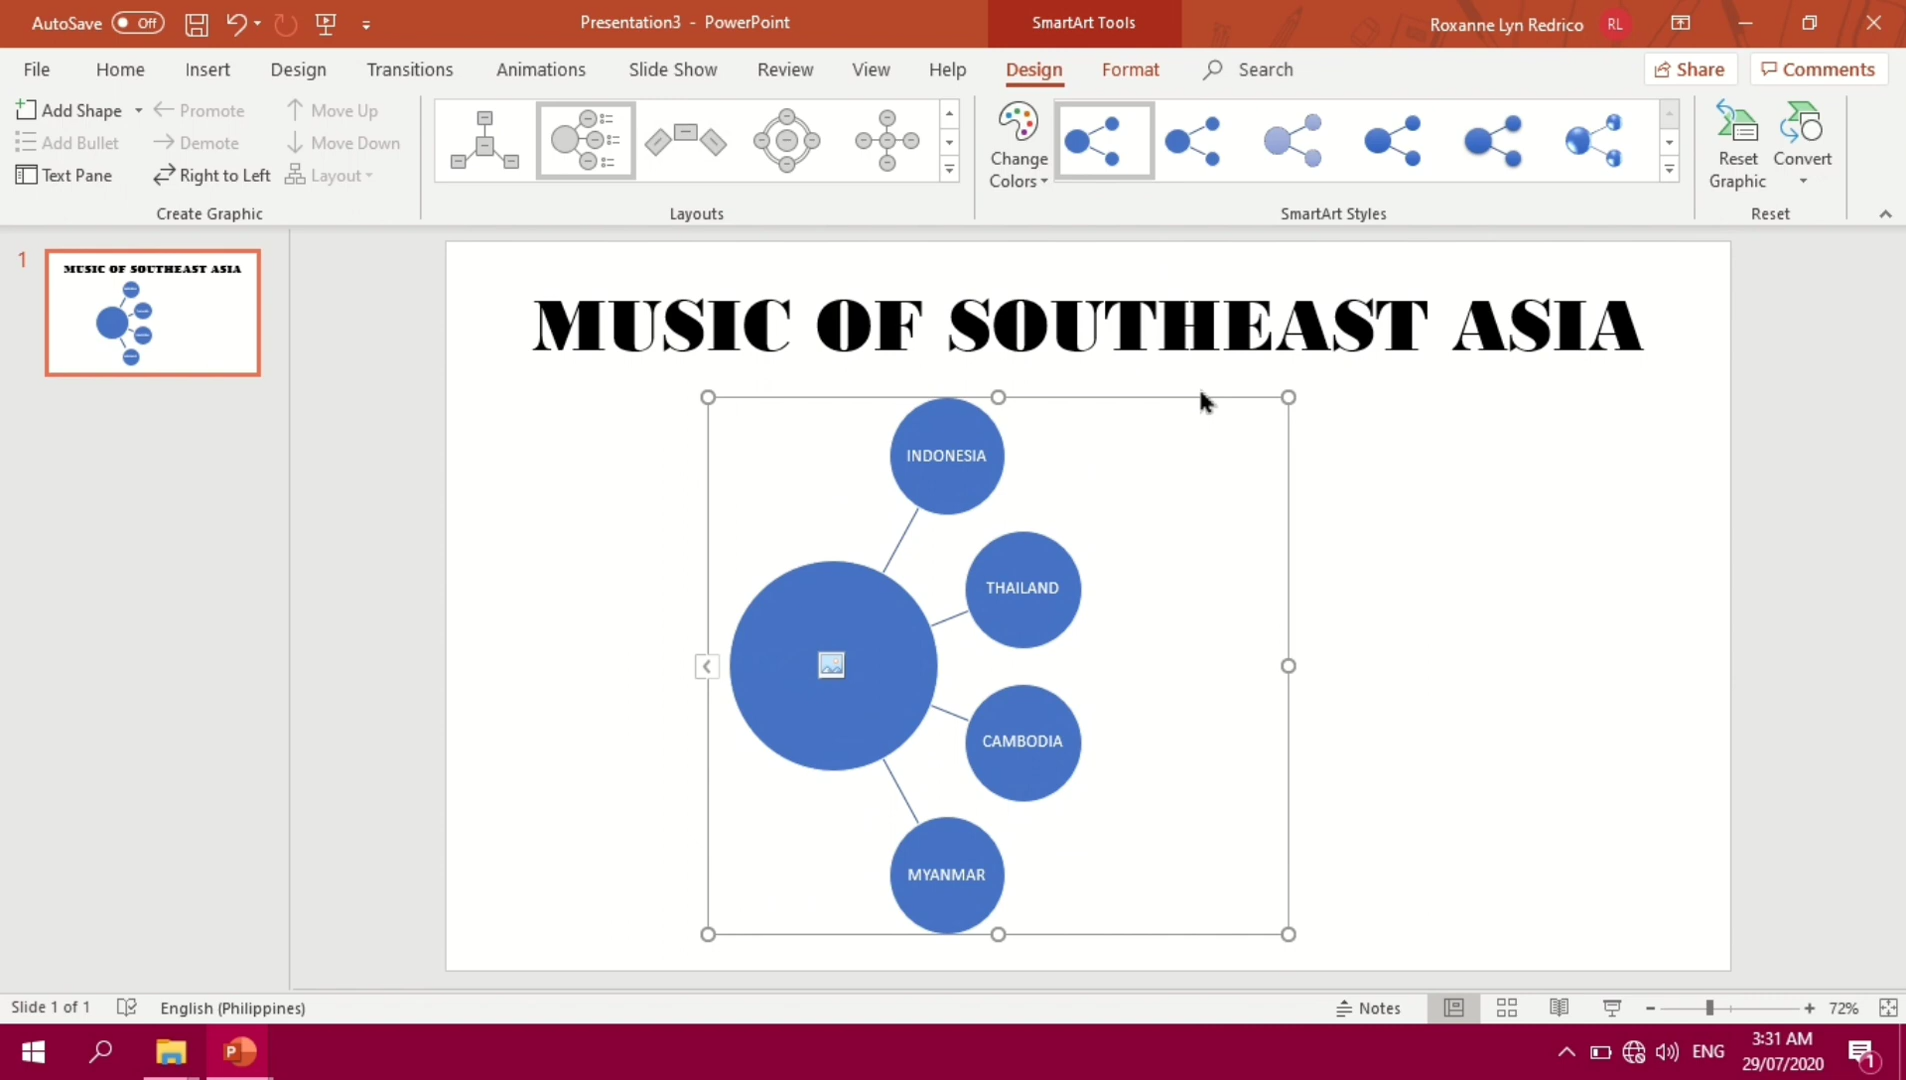 AutoSave Off
Presentation3 - PowerPoint
SmartArt Tools
Roxanne Lyn Redrico RL
File Home Insert Design Transitions Animations Slide Show Review View Help Design Format Search Share Comments
Add Shape Promote Move Up
Add Bullet Demote Move Down
Text Pane Right to Left Layout
Create Graphic
Layouts
Change Colors
SmartArt Styles
Reset Graphic
Convert
Reset
1
MUSIC OF SOUTHEAST ASIA
MUSIC OF SOUTHEAST ASIA
INDONESIA
THAILAND
CAMBODIA
MYANMAR
Slide 1 of 1 English (Philippines) Notes 72%
P ENG 3:31 AM
29/07/2020
1